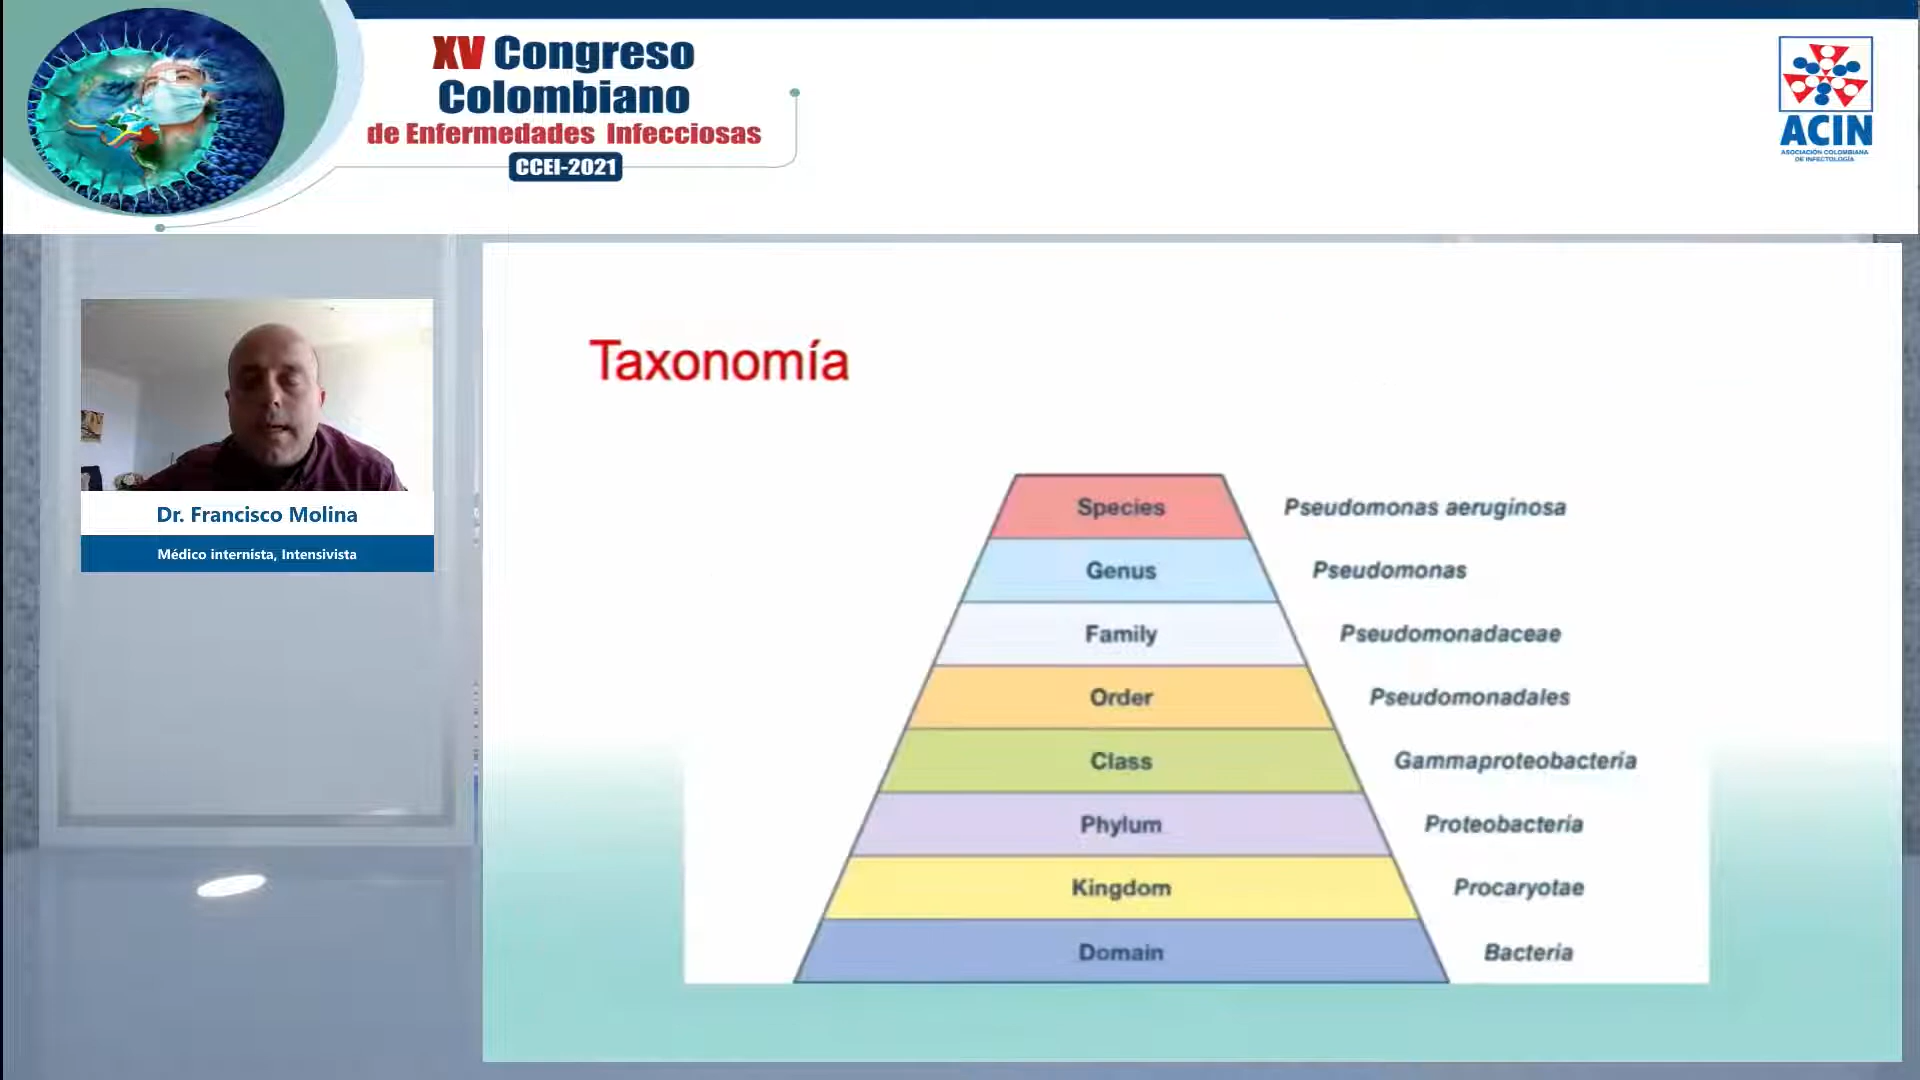 XV Congreso
Colombiano
de Enfermedades Infecciosas
CCEI-2021
ACIN
ASOCIACIÓN COLOMBIANA
DE INFECTOLOGÍA
Dr. Francisco Molina
Médico internísta, Intensivista
Taxonomía
Species Pseudomonas aeruginosa
Genus Pseudomonas
Family Pseudomonadaceae
Order Pseudomonadales
Class Gammaproteobacteria
Phylum Proteobacteria
Kingdom Procaryotae
Domain Bacteria